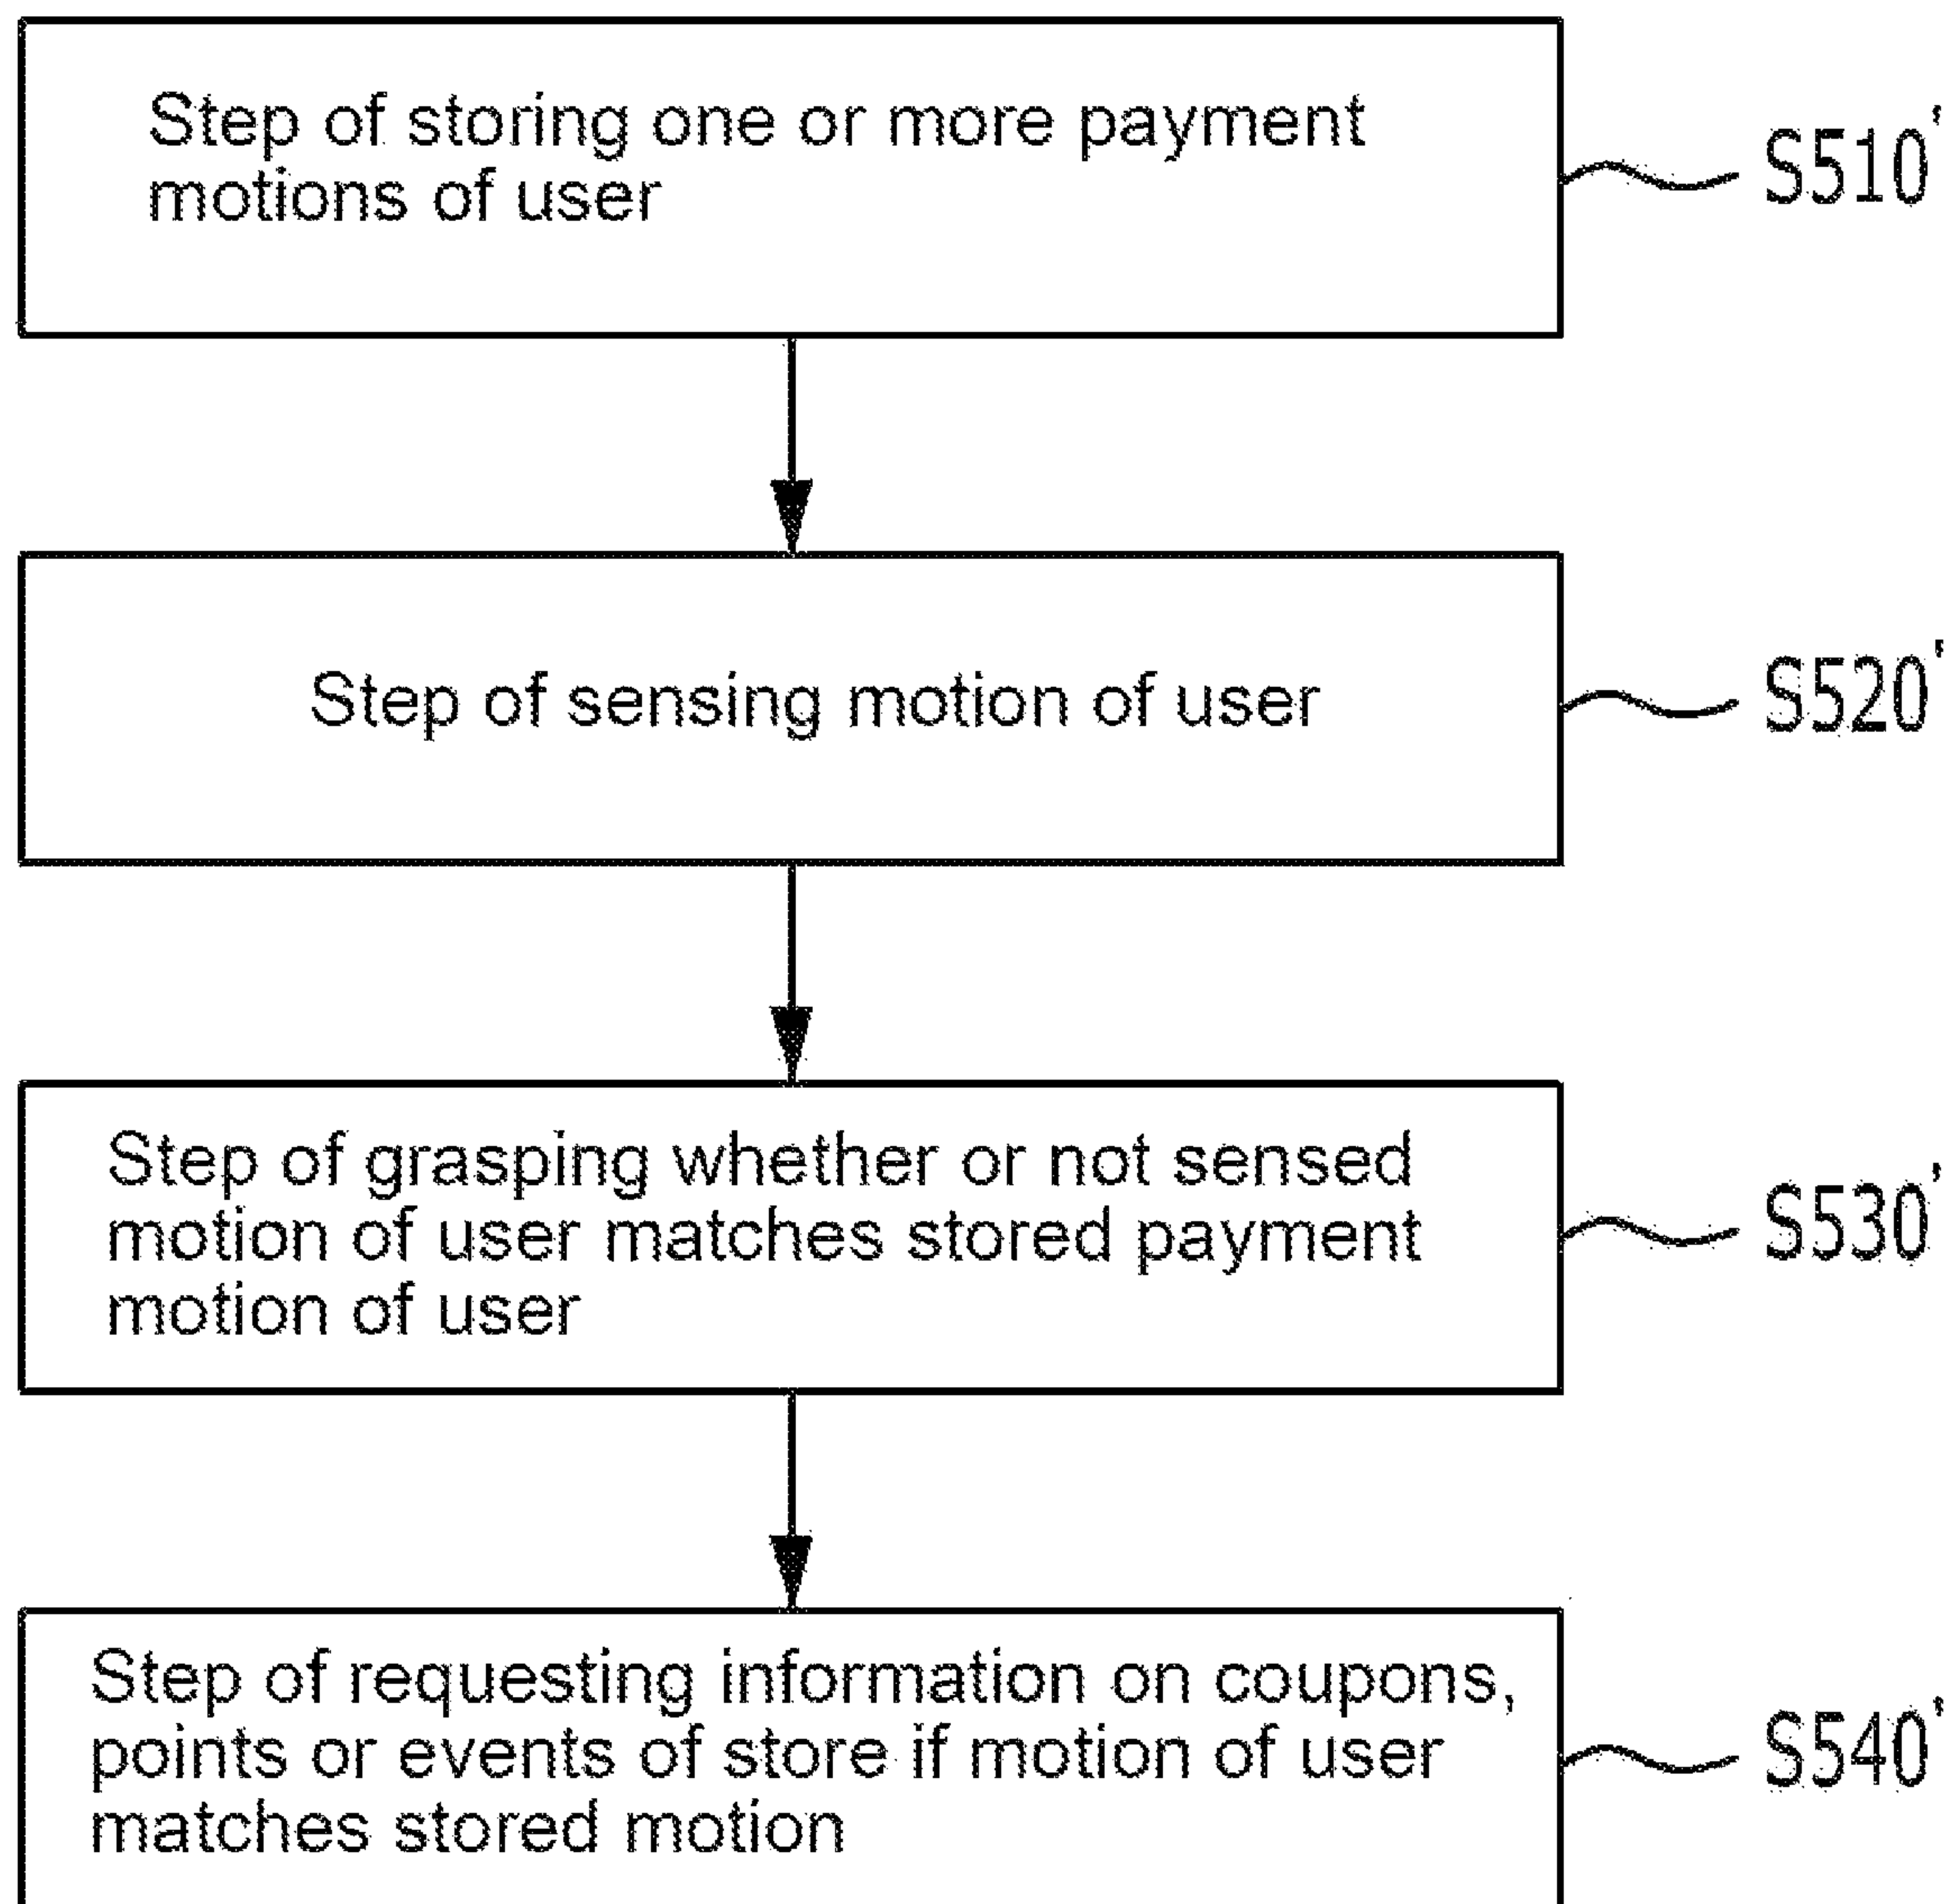 Step of storing one or more payment
motions of user
S510'
Step of sensing motion of user
S520'
Step of grasping whether or not sensed
motion of user matches stored payment
motion of user
S530'
Step of requesting information on coupons,
points or events of store if motion of user
matches stored motion
S540'